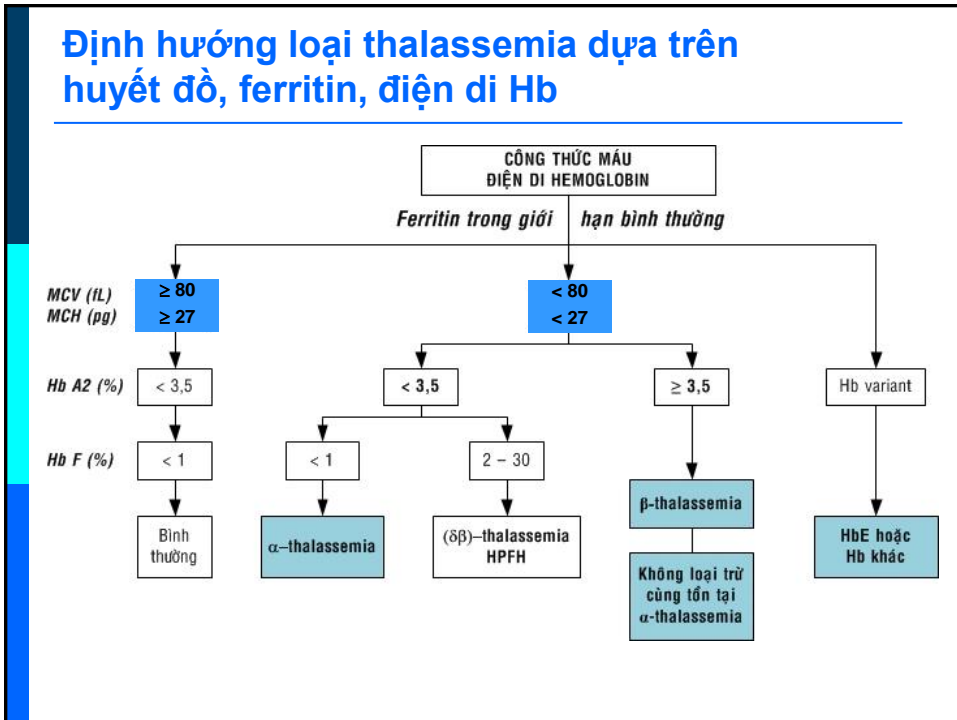 Định hướng loại thalassemia dựa trên
huyết đồ, ferritin, điện di Hb
CÔNG THỨC MÁU
ĐIỆN DI HEMOGLOBIN
Ferritin trong giới hạn bình thường
MCV (fL) ≥ 80 < 80
MCH (pg) ≥ 27 < 27
Hb A2 (%) < 3,5 < 3,5 ≥ 3,5 Hb variant
Hb F (%) < 1 < 1 2 – 30
Bình
thường
α–thalassemia
(δβ)–thalassemia
HPFH
β-thalassemia
Không loại trừ
cùng tồn tại
α-thalassemia
HbE hoặc
Hb khác